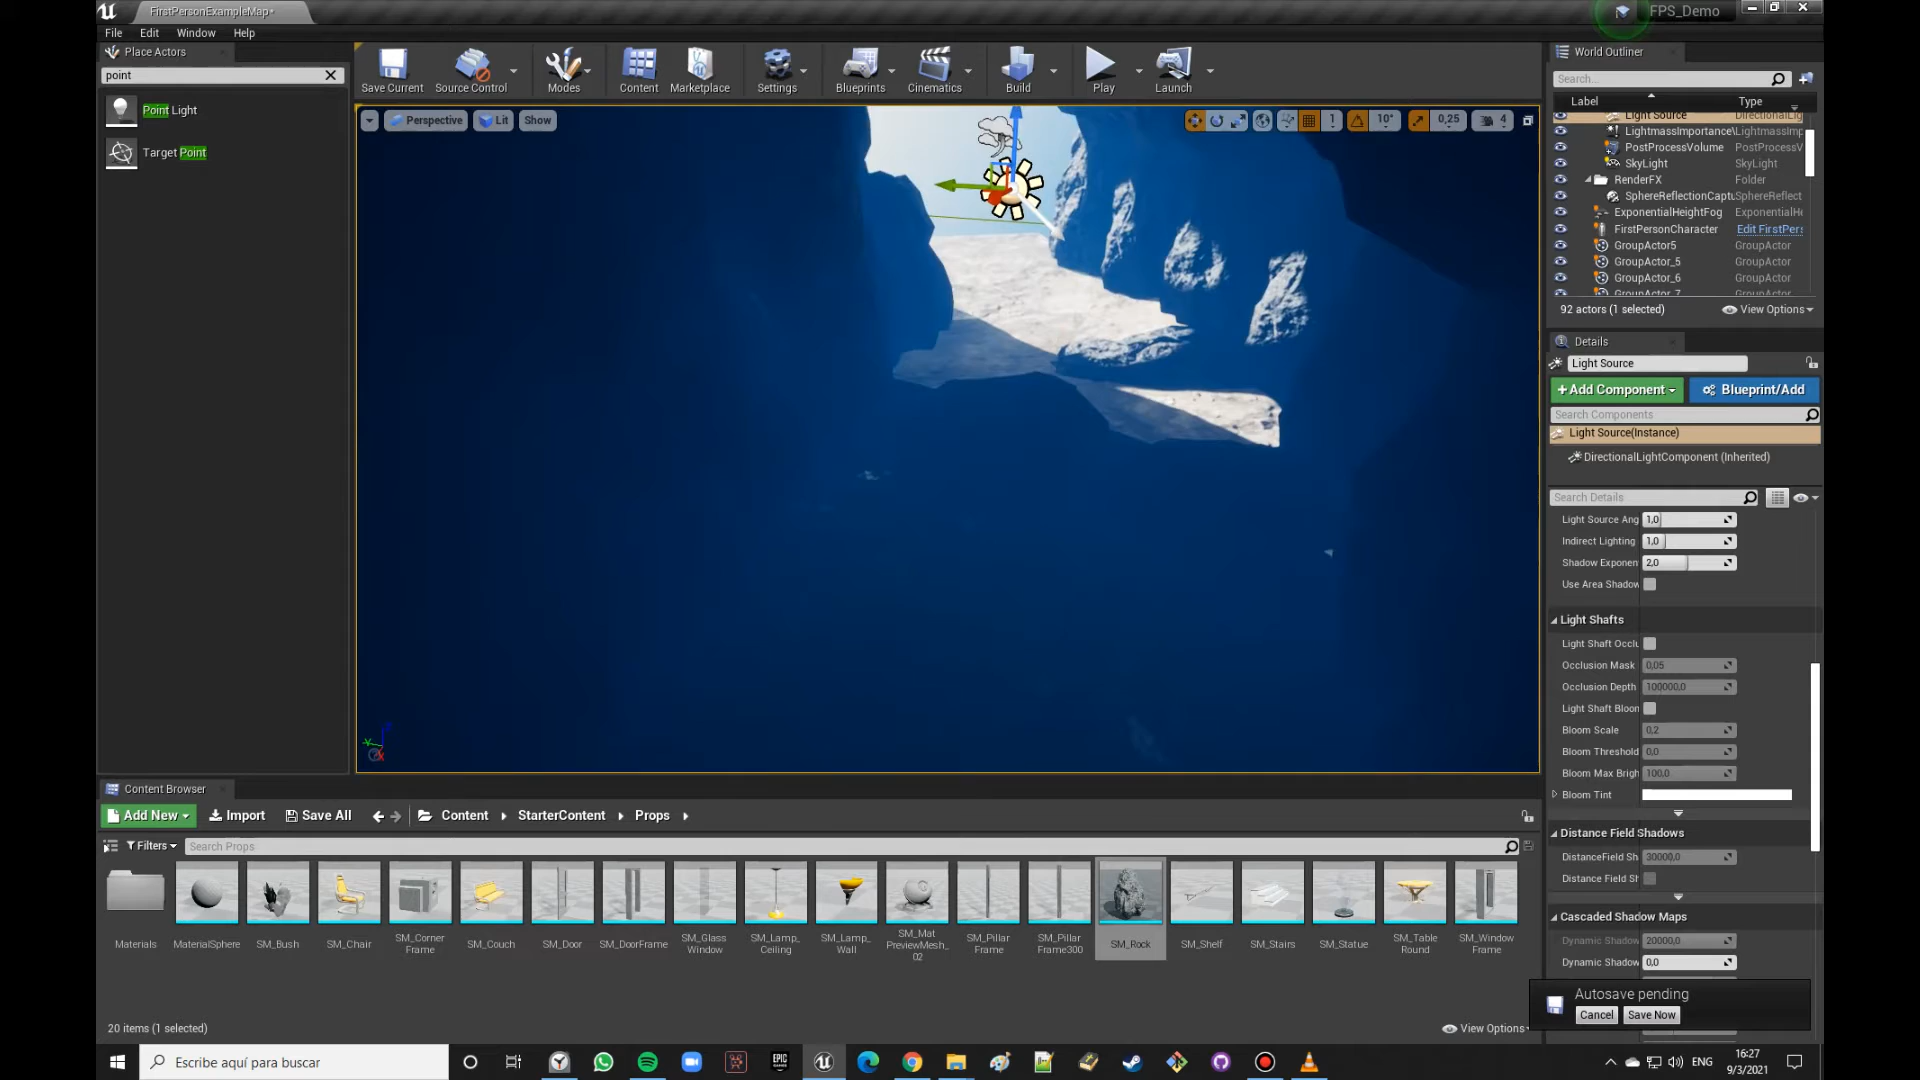 FirstPersonExampleMap*
FPS_Demo
File Edit Window Help
Place Actors
point
Point Light
Target Point
Save Current
Source Control
Modes
Content
Marketplace
Settings
Blueprints
Cinematics
Build
Play
Launch
Perspective
Lit
Show
1
10°
0,25
4
World Outliner
Search...
Label Type
Light Source DirectionalLig
LightmassImportance\ LightmassImp
PostProcessVolume PostProcessV
SkyLight SkyLight
RenderFX Folder
SphereReflectionCaptu SphereReflect
ExponentialHeightFog ExponentialHe
FirstPersonCharacter Edit FirstPers
GroupActor5 GroupActor
GroupActor_5 GroupActor
GroupActor_6 GroupActor
GroupActor_7 GroupActor
92 actors (1 selected) View Options
Details
Light Source
+Add Component
Blueprint/Add
Search Components
Light Source(Instance)
DirectionalLightComponent (Inherited)
Search Details
Light Source Ang 1,0
Indirect Lighting 1,0
Shadow Exponen 2,0
Use Area Shadow
Light Shafts
Light Shaft Occlu
Occlusion Mask 0,05
Occlusion Depth 100000,0
Light Shaft Bloon
Bloom Scale 0,2
Bloom Threshold 0,0
Bloom Max Brigh 100,0
Bloom Tint
Distance Field Shadows
DistanceField Sh 30000,0
Distance Field Sh
Cascaded Shadow Maps
Dynamic Shadow 20000,0
Dynamic Shadow 0,0
Autosave pending
Cancel Save Now
Content Browser
Add New Import Save All Content StarterContent Props
Filters Search Props
Materials
MaterialSphere
SM_Bush
SM_Chair
SM_Corner
Frame
SM_Couch
SM_Door
SM_DoorFrame
SM_Glass
Window
SM_Lamp_
Ceiling
SM_Lamp_
Wall
SM_Mat
PreviewMesh_
02
SM_Pillar
Frame
SM_Pillar
Frame300
SM_Rock
SM_Shelf
SM_Stairs
SM_Statue
SM_Table
Round
SM_Window
Frame
20 items (1 selected) View Options
Escribe aquí para buscar
EPIC
GAMES
ENG
16:27
9/3/2021